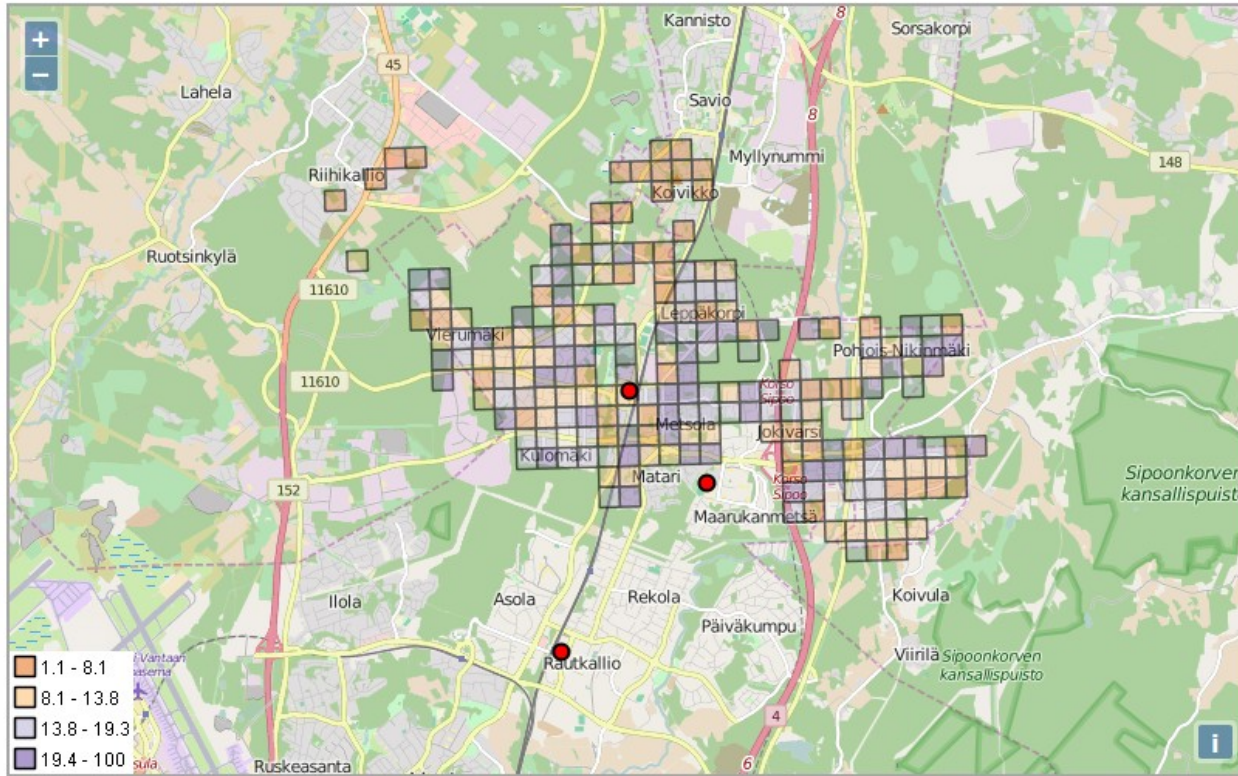 Kannisto
8
Sorsakorpi
+
−
45
Lahela
Savio
8
Myllynummi
148
Riihikallio
Koivikko
Ruotsinkylä
11610
Leppäkorpi
Vierumäki
Pohjois-Nikinmäki
11610
Korso
Sipoo
Metsola
Jokivarsi
Kulomäki
Matari
Korso
Sipoo
Sipoonkorven
kansallispuisto
152
Maarukanmetsä
Ilola
Asola
Rekola
Koivula
Päiväkumpu
Viirilä
Sipoonkorven
kansallispuisto
Rautkallio
1.1 - 8.1
8.1 - 13.8
13.8 - 19.3
19.4 - 100
4
i
6
Ruskeasanta